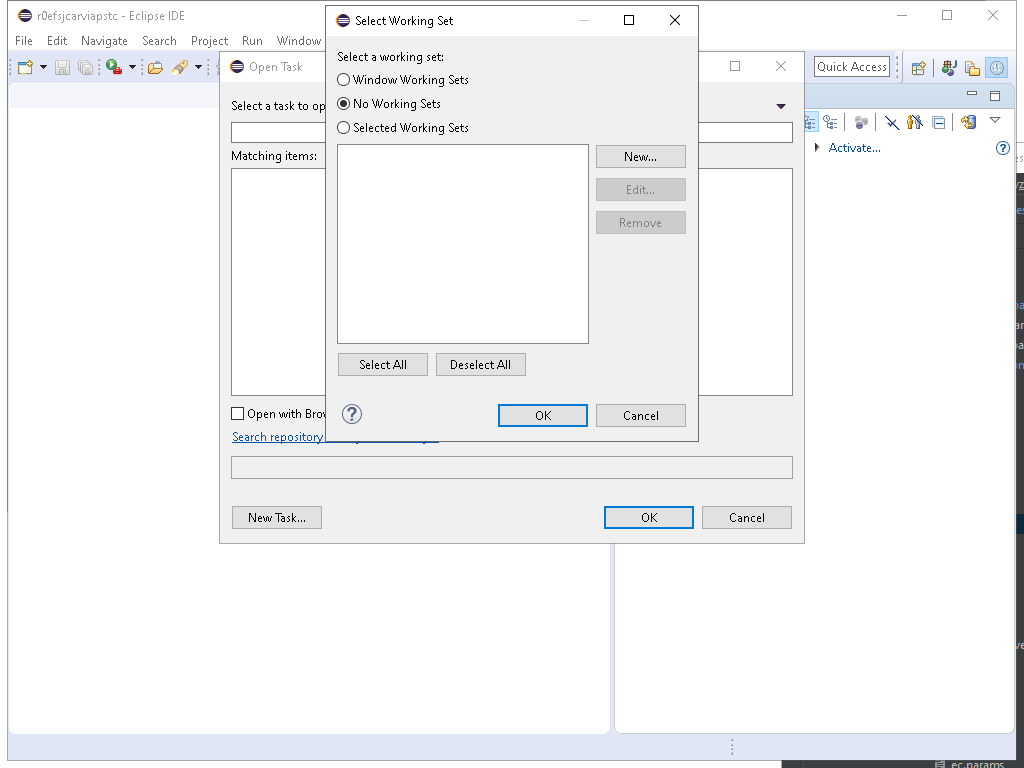 r0efsjcarviapstc - Eclipse IDE
File Edit Navigate Search Project Run Window
Quick Access
Activate...
Open Task
Select a task to op
Matching items:
Open with Brow
Search repository
New Task...
OK
Cancel
Select Working Set
Select a working set:
Window Working Sets
No Working Sets
Selected Working Sets
New...
Edit...
Remove
Select All
Deselect All
OK
Cancel
ec.params